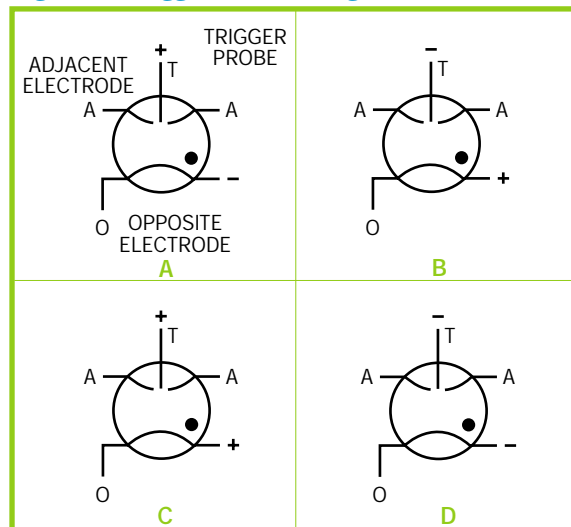 +
TRIGGER
PROBE
T
ADJACENT
ELECTRODE
A
A
–
O
OPPOSITE
ELECTRODE
A
–
T
A
A
+
O
B
+
T
A
A
+
O
C
–
T
A
A
–
O
D